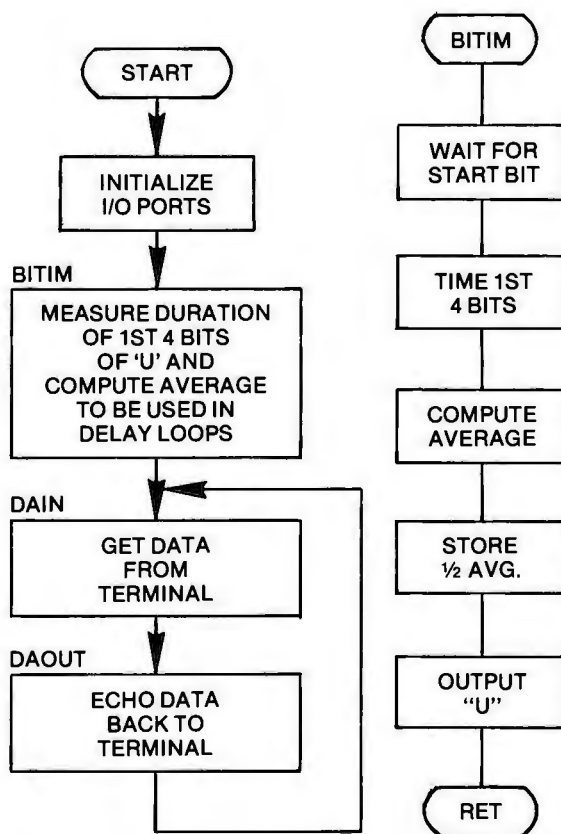 START
INITIALIZE
I/O PORTS
BITIM
MEASURE DURATION
OF 1ST 4 BITS
OF 'U' AND
COMPUTE AVERAGE
TO BE USED IN
DELAY LOOPS
DAIN
GET DATA
FROM
TERMINAL
DAOUT
ECHO DATA
BACK TO
TERMINAL
BITIM
WAIT FOR
START BIT
TIME 1ST
4 BITS
COMPUTE
AVERAGE
STORE
½ AVG.
OUTPUT
"U"
RET